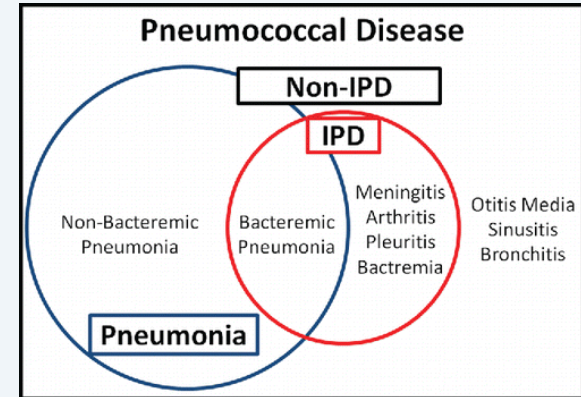 Pneumococcal Disease
Non-IPD
IPD
Non-Bacteremic
Pneumonia
Bacteremic
Pneumonia
Meningitis
Arthritis
Pleuritis
Bactremia
Otitis Media
Sinusitis
Bronchitis
Pneumonia